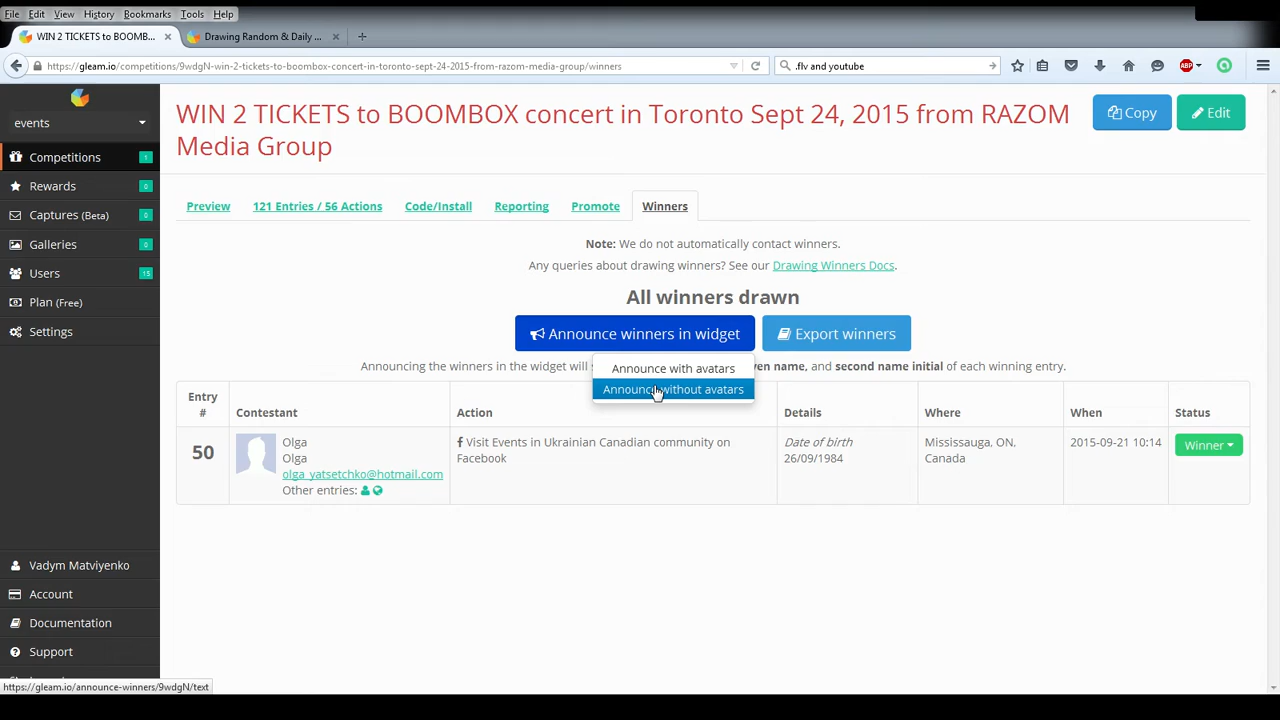 File Edit View History Bookmarks Tools Help
WIN 2 TICKETS to BOOMB... × Drawing Random & Daily ... × +
https://gleam.io/competitions/9wdgN-win-2-tickets-to-boombox-concert-in-toronto-sept-24-2015-from-razom-media-group/winners
.flv and youtube
ABP
events
Competitions 1
Rewards 0
Captures (Beta) 0
Galleries 0
Users 15
Plan (Free)
Settings
Vadym Matviyenko
Account
Documentation
Support
https://gleam.io/announce-winners/9wdgN/text
WIN 2 TICKETS to BOOMBOX concert in Toronto Sept 24, 2015 from RAZOM
Media Group
Copy Edit
Preview 121 Entries / 56 Actions Code/Install Reporting Promote Winners
Note: We do not automatically contact winners.
Any queries about drawing winners? See our Drawing Winners Docs.
All winners drawn
Announce winners in widget Export winners
Announce with avatars
Announce without avatars
Announcing the winners in the widget will ven name, and second name initial of each winning entry.
Entry
#
Contestant Action Details Where When Status
50
Olga
Olga
olga_yatsetchko@hotmail.com
Other entries:
Visit Events in Ukrainian Canadian community on
Facebook
Date of birth
26/09/1984
Mississauga, ON,
Canada
2015-09-21 10:14
Winner